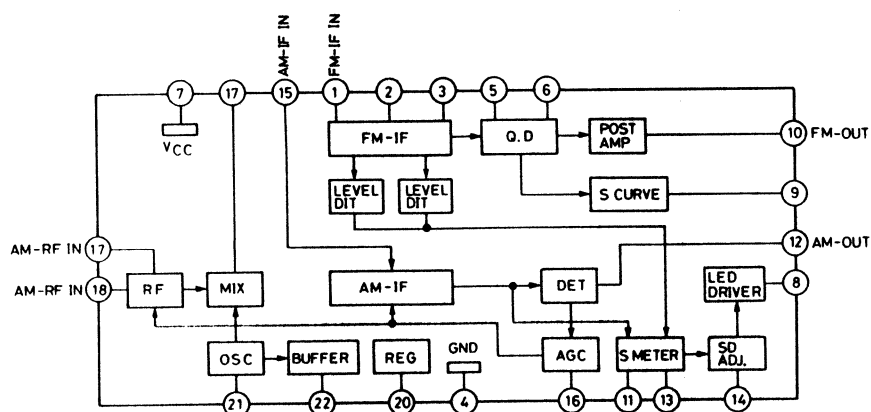 AM-IF IN
FM-IF IN
7
17
15
1
2
3
5
6
VCC
FM-IF
Q.D
POST
AMP
10
FM-OUT
LEVEL
DIT
LEVEL
DIT
S CURVE
9
12
AM-OUT
AM-RF IN
17
AM-RF IN
18
RF
MIX
AM-IF
DET
LED
DRIVER
8
OSC
BUFFER
REG
GND
AGC
S METER
SD
ADJ.
21
22
20
4
16
11
13
14